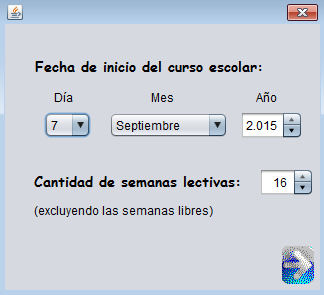 Fecha de inicio del curso escolar:
Día Mes Año
7 Septiembre 2.015
Cantidad de semanas lectivas: 16
(excluyendo las semanas libres)